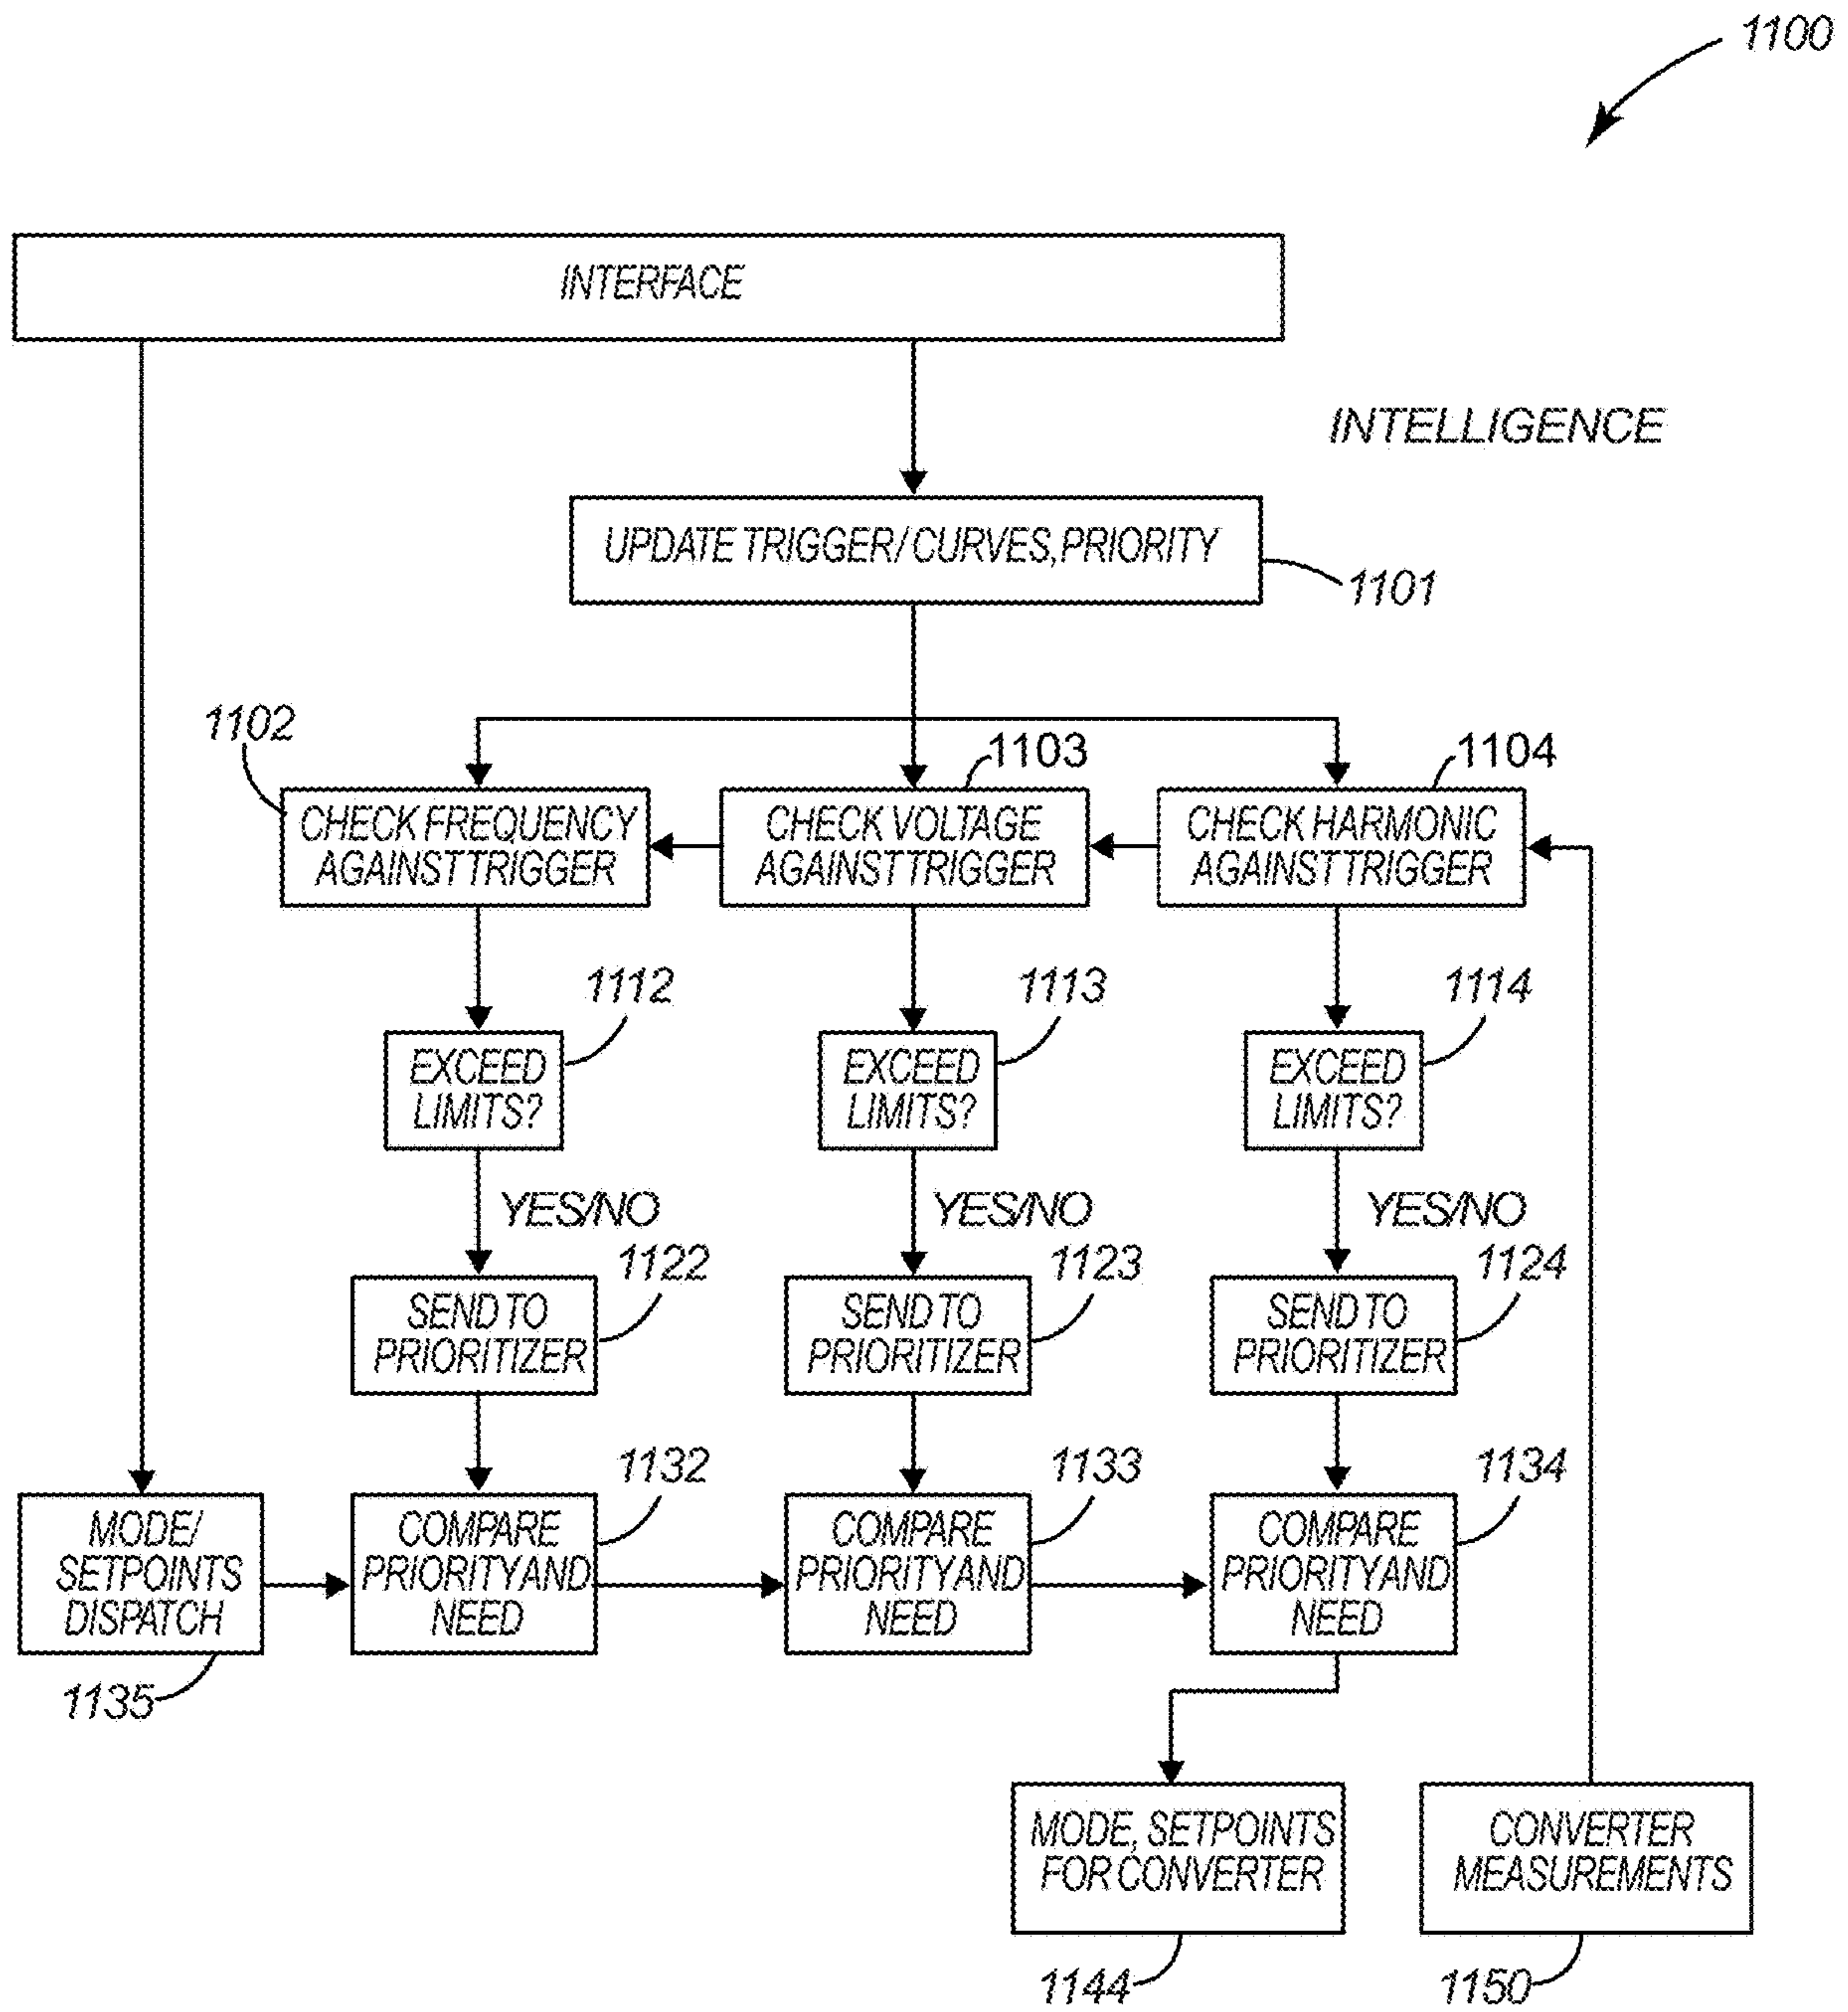 1100
INTERFACE
INTELLIGENCE
UPDATE TRIGGER/ CURVES, PRIORITY
1101
1102
1103
1104
CHECK FREQUENCY
AGAINST TRIGGER
CHECK VOLTAGE
AGAINST TRIGGER
CHECK HARMONIC
AGAINST TRIGGER
1112
1113
1114
EXCEED
LIMITS?
EXCEED
LIMITS?
EXCEED
LIMITS?
YES/NO
YES/NO
YES/NO
1122
1123
1124
SEND TO
PRIORITIZER
SEND TO
PRIORITIZER
SEND TO
PRIORITIZER
1132
1133
1134
MODE/
SETPOINTS
DISPATCH
COMPARE
PRIORITY AND
NEED
COMPARE
PRIORITY AND
NEED
COMPARE
PRIORITY AND
NEED
1135
MODE, SETPOINTS
FOR CONVERTER
CONVERTER
MEASUREMENTS
1144
1150